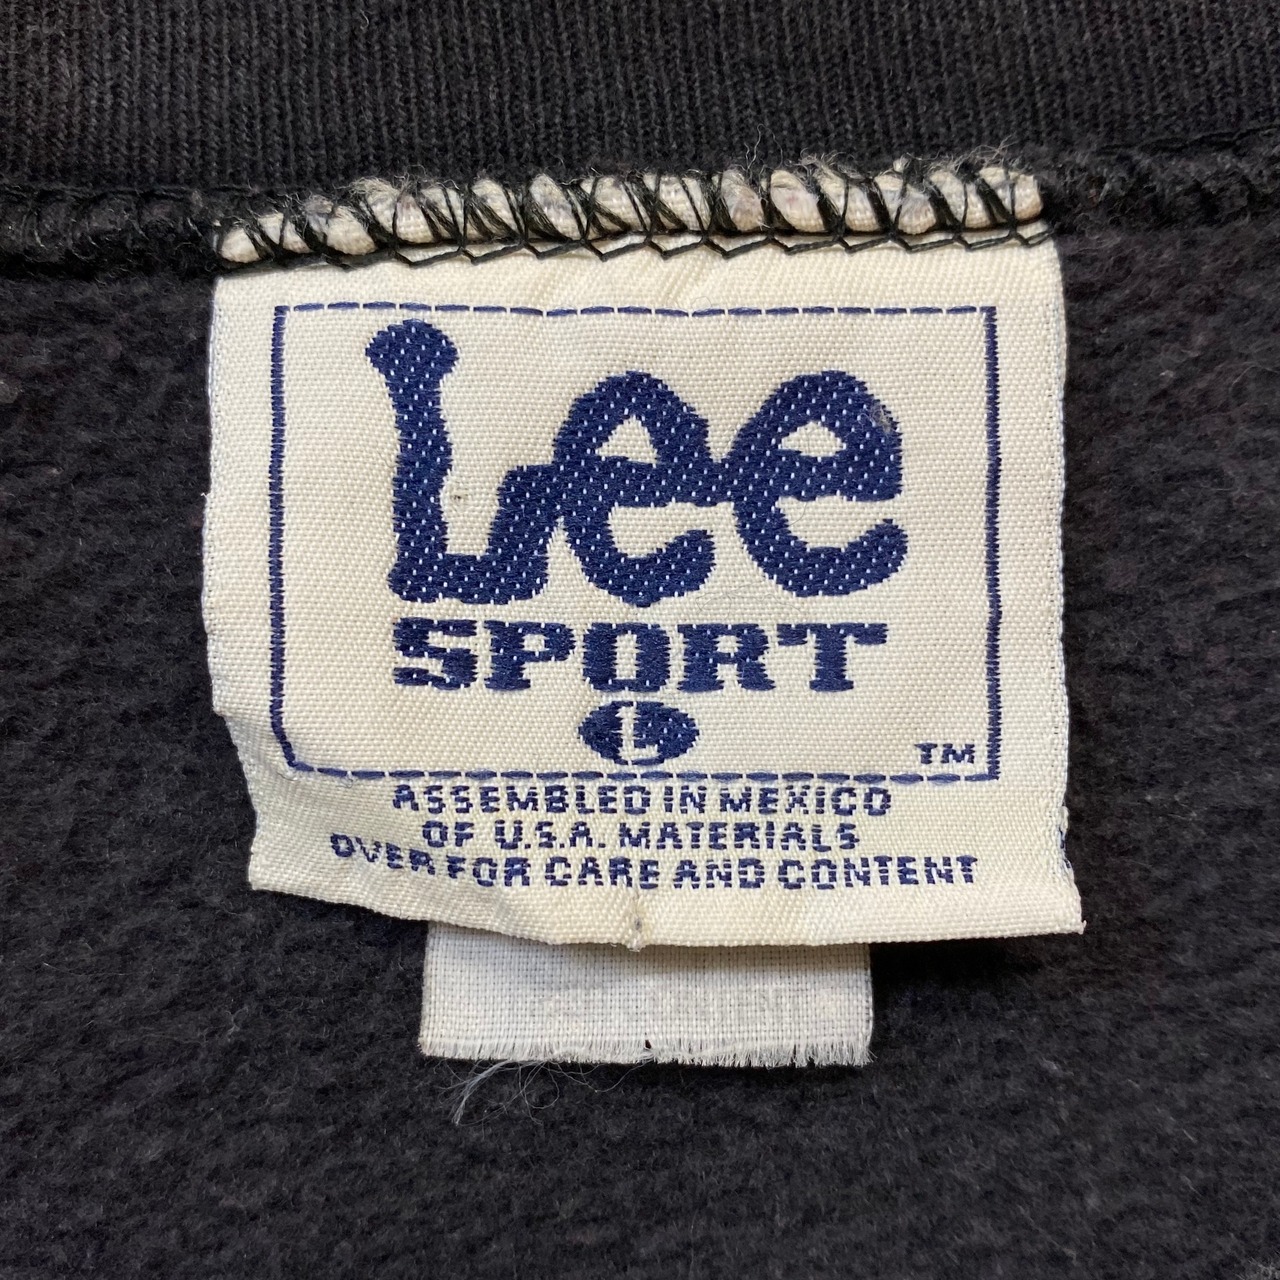 Lee
SPORT
L
TM
ASSEMBLED IN MEXICO
OF U.S.A. MATERIALS
OVER FOR CARE AND CONTENT